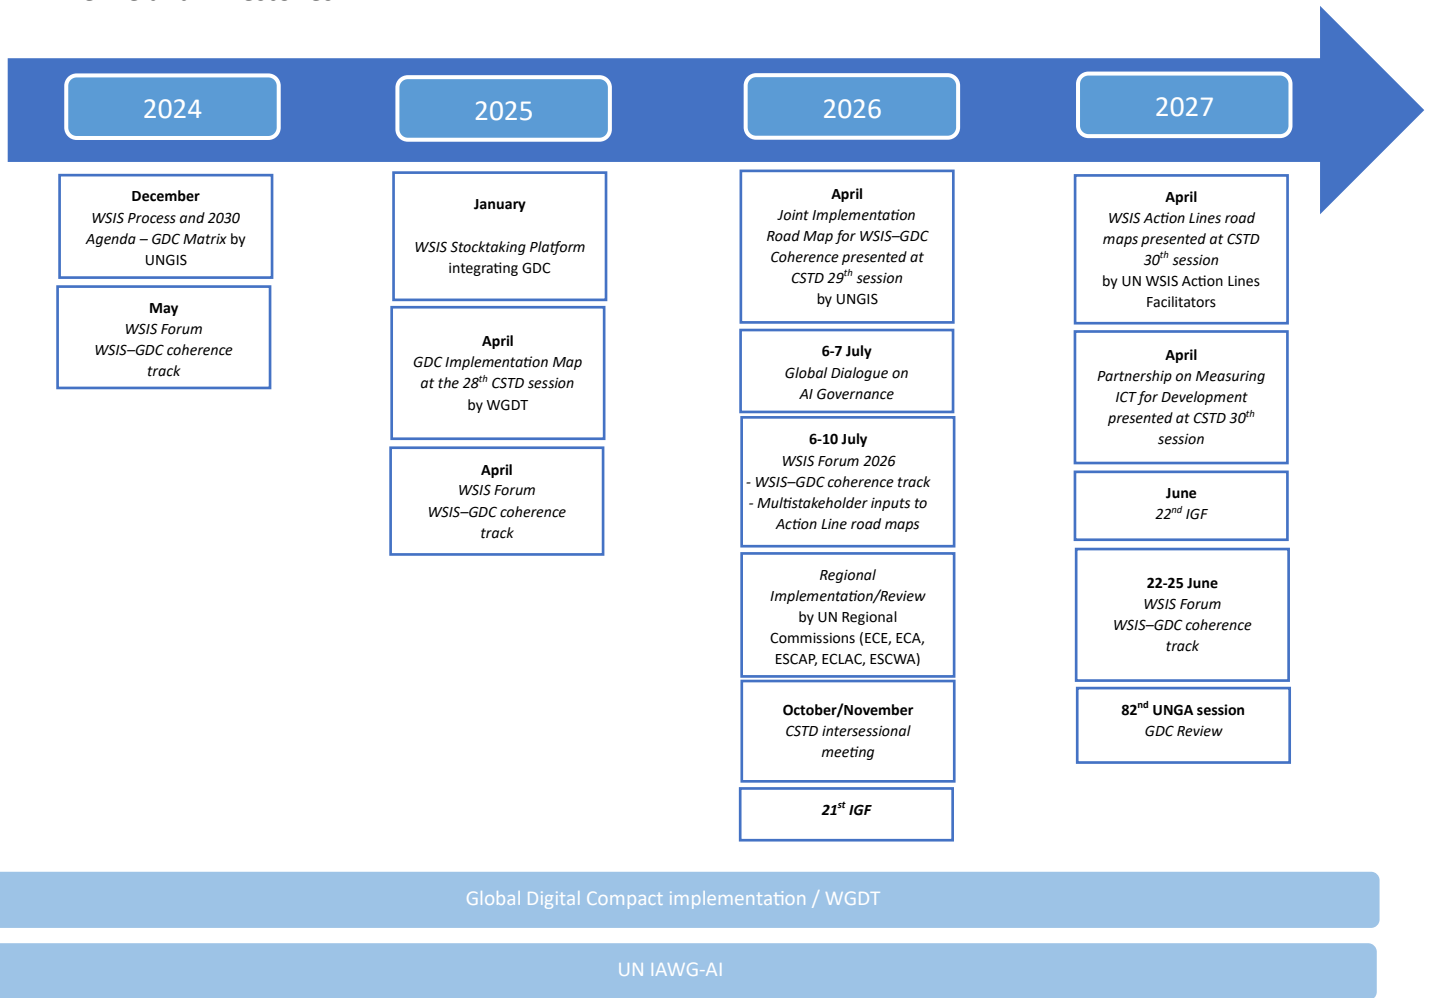 2024
2025
2026
2027
December
WSIS Process and 2030
Agenda – GDC Matrix by
UNGIS
May
WSIS Forum
WSIS–GDC coherence
track
January
WSIS Stocktaking Platform
integrating GDC
April
GDC Implementation Map
at the 28th CSTD session
by WGDT
April
WSIS Forum
WSIS–GDC coherence
track
April
Joint Implementation
Road Map for WSIS–GDC
Coherence presented at
CSTD 29th session
by UNGIS
6-7 July
Global Dialogue on
AI Governance
6-10 July
WSIS Forum 2026
- WSIS–GDC coherence track
- Multistakeholder inputs to
Action Line road maps
Regional
Implementation/Review
by UN Regional
Commissions (ECE, ECA,
ESCAP, ECLAC, ESCWA)
October/November
CSTD intersessional
meeting
21st IGF
April
WSIS Action Lines road
maps presented at CSTD
30th session
by UN WSIS Action Lines
Facilitators
April
Partnership on Measuring
ICT for Development
presented at CSTD 30th
session
June
22nd IGF
22-25 June
WSIS Forum
WSIS–GDC coherence
track
82nd UNGA session
GDC Review
Global Digital Compact implementation / WGDT
UN IAWG-AI